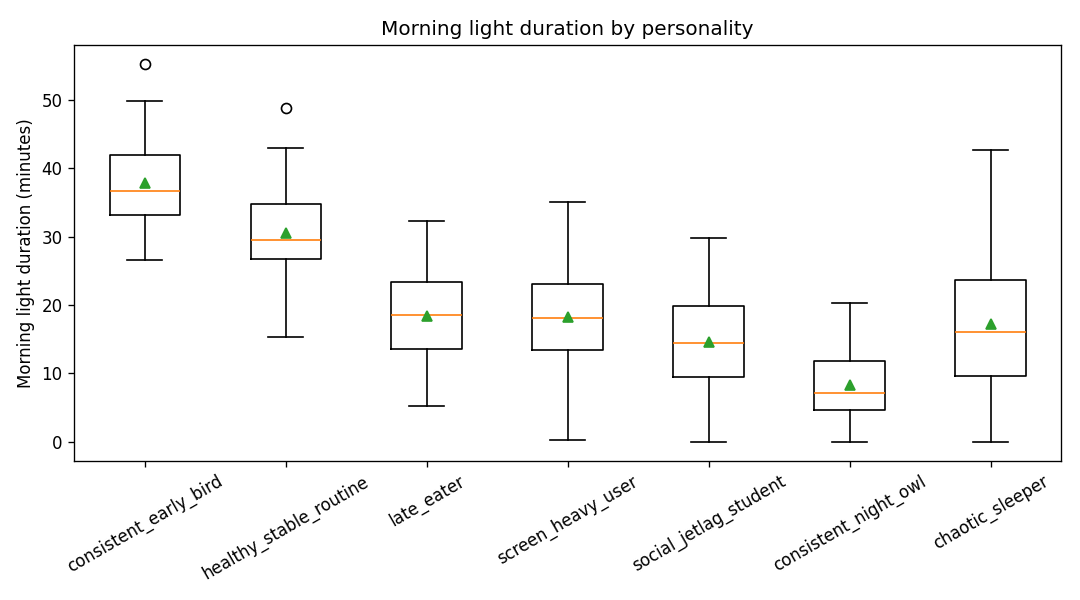 Morning light duration by personality
Morning light duration (minutes)
50
40
30
20
10
0
consistent_early_bird
healthy_stable_routine
late_eater
screen_heavy_user
social_jetlag_student
consistent_night_owl
chaotic_sleeper